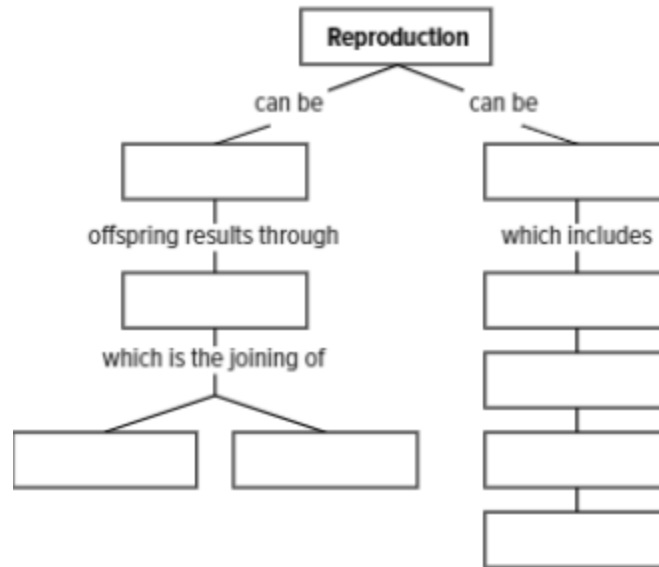 Reproduction
can be
can be
offspring results through
which includes
which is the joining of